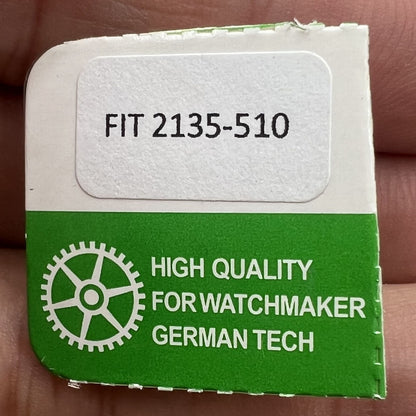 FIT 2135-510
HIGH QUALITY
FOR WATCHMAKER
GERMAN TECH